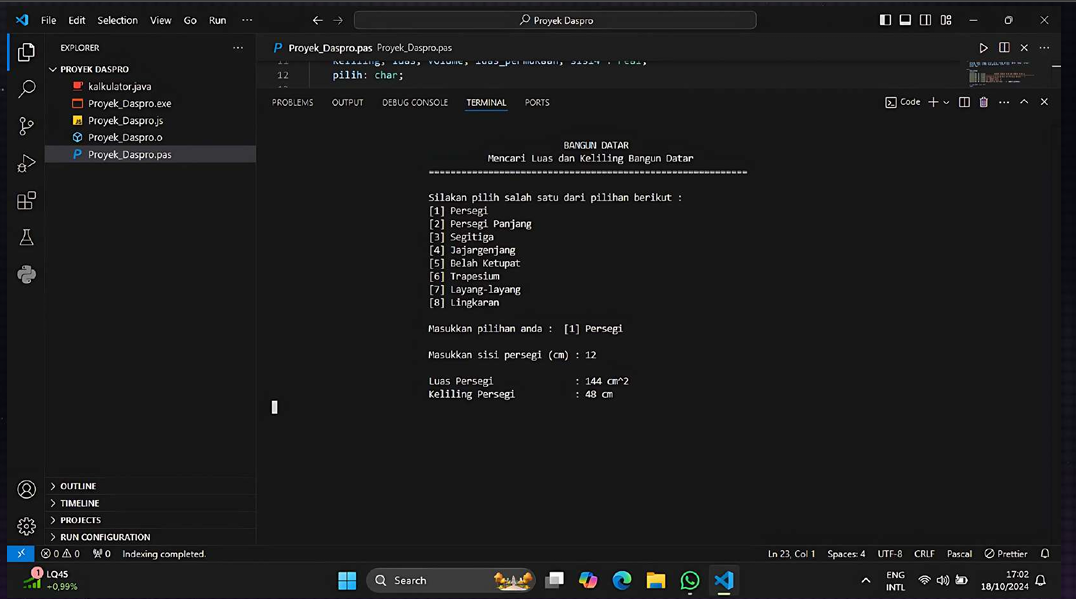 File Edit Selection View Go Run ···
Proyek Daspro
EXPLORER
PROYEK DASPRO
kalkulator.java
Proyek_Daspro.exe
JS Proyek_Daspro.js
Proyek_Daspro.o
P Proyek_Daspro.pas
OUTLINE
TIMELINE
PROJECTS
RUN CONFIGURATION
P Proyek_Daspro.pas Proyek_Daspro.pas
12 pilih: char;
PROBLEMS OUTPUT DEBUG CONSOLE TERMINAL PORTS
Code
BANGUN DATAR
Mencari Luas dan Keliling Bangun Datar
===========================================================
Silakan pilih salah satu dari pilihan berikut :
[1] Persegi
[2] Persegi Panjang
[3] Segitiga
[4] Jajargenjang
[5] Belah Ketupat
[6] Trapesium
[7] Layang-layang
[8] Lingkaran
Masukkan pilihan anda : [1] Persegi
Masukkan sisi persegi (cm) : 12
Luas Persegi : 144 cm^2
Keliling Persegi : 48 cm
0 0 0 Indexing completed.
Ln 23, Col 1 Spaces: 4 UTF-8 CRLF Pascal Prettier
1
LQ45
+0,99%
Search
ENG
INTL
17:02
18/10/2024